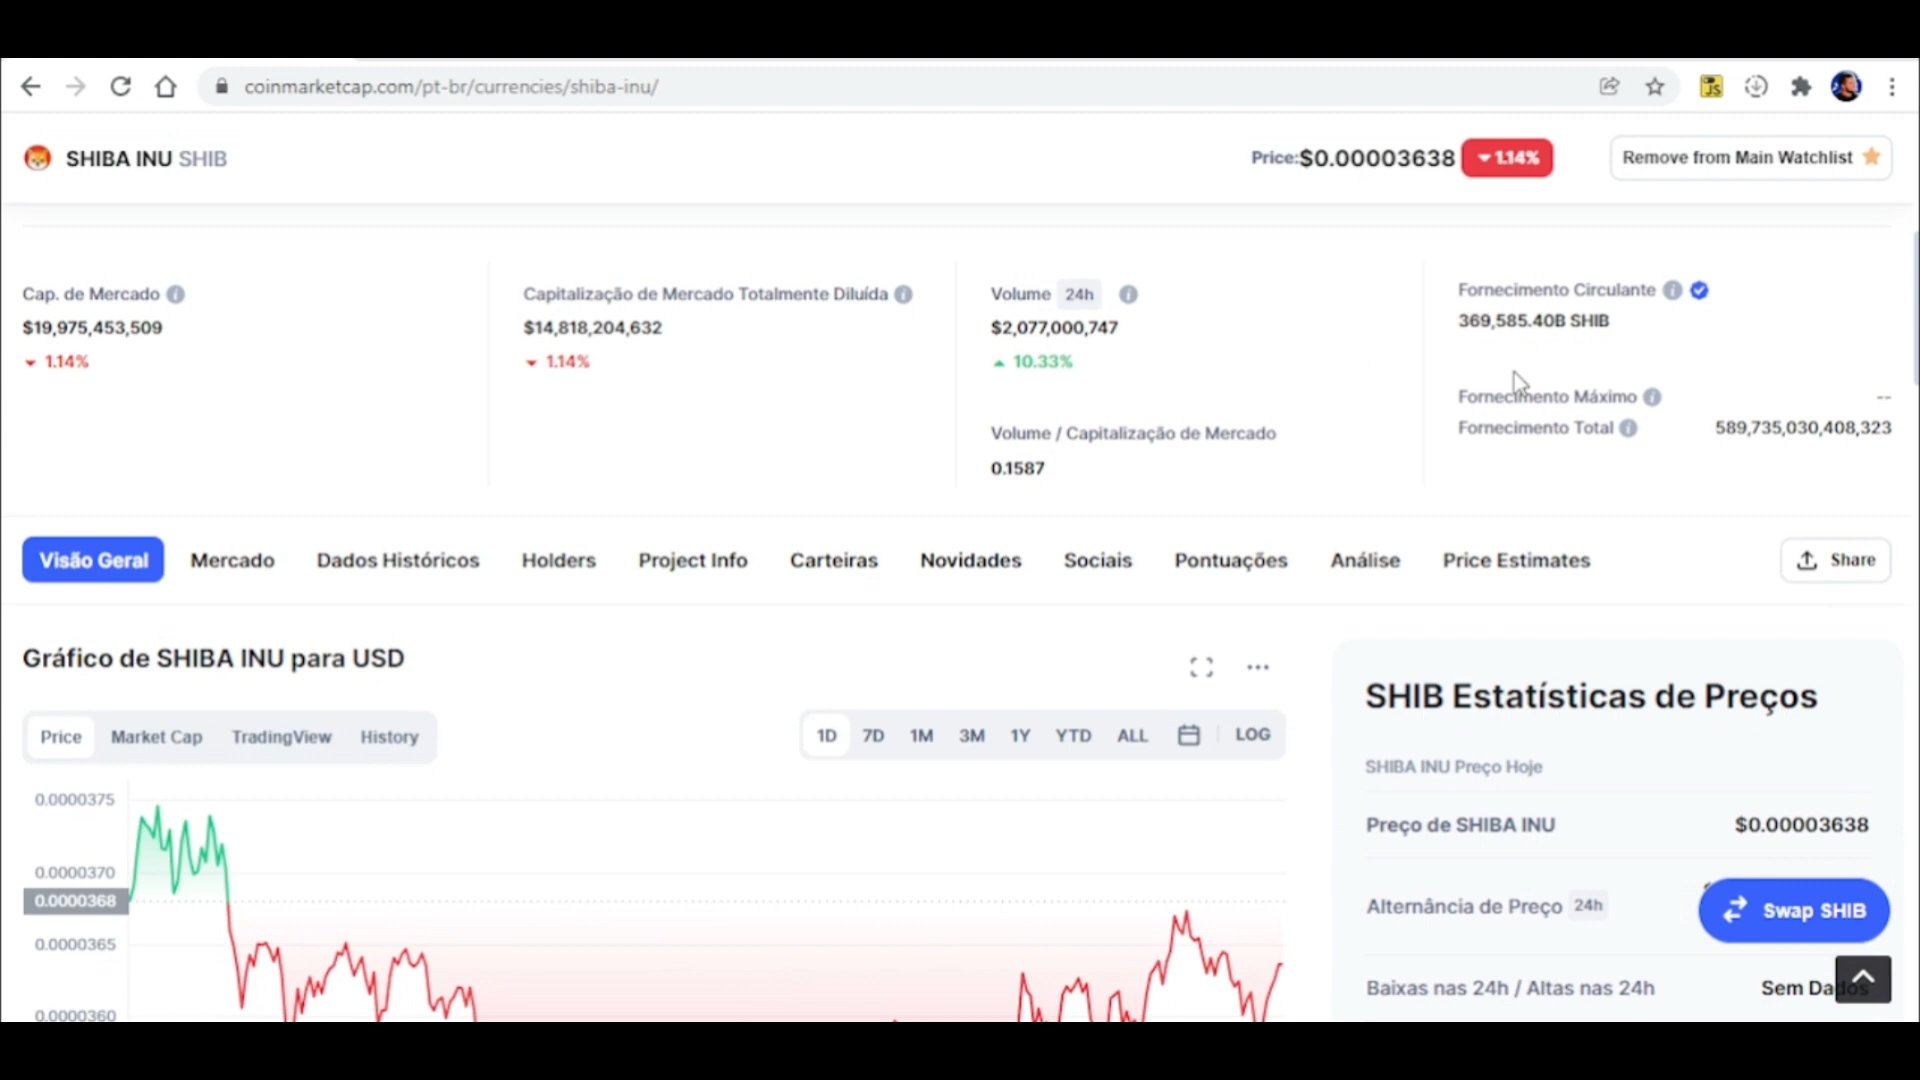 coinmarketcap.com/pt-br/currencies/shiba-inu/
JS
SHIBA INU SHIB
Price:$0.00003638
1.14%
Remove from Main Watchlist
Cap. de Mercado
$19,975,453,509
1.14%
Capitalização de Mercado Totalmente Diluída
$14,818,204,632
1.14%
Volume 24h
$2,077,000,747
10.33%
Volume / Capitalização de Mercado
0.1587
Fornecimento Circulante
369,585.40B SHIB
Fornecimento Máximo --
Fornecimento Total 589,735,030,408,323
Visão Geral Mercado Dados Históricos Holders Project Info Carteiras Novidades Sociais Pontuações Análise Price Estimates Share
Gráfico de SHIBA INU para USD
Price Market Cap TradingView History
1D 7D 1M 3M 1Y YTD ALL LOG
0.0000375
0.0000370
0.0000368
0.0000365
0.0000360
SHIB Estatísticas de Preços
SHIBA INU Preço Hoje
Preço de SHIBA INU $0.00003638
Alternância de Preço 24h
Swap SHIB
Baixas nas 24h / Altas nas 24h Sem Dados